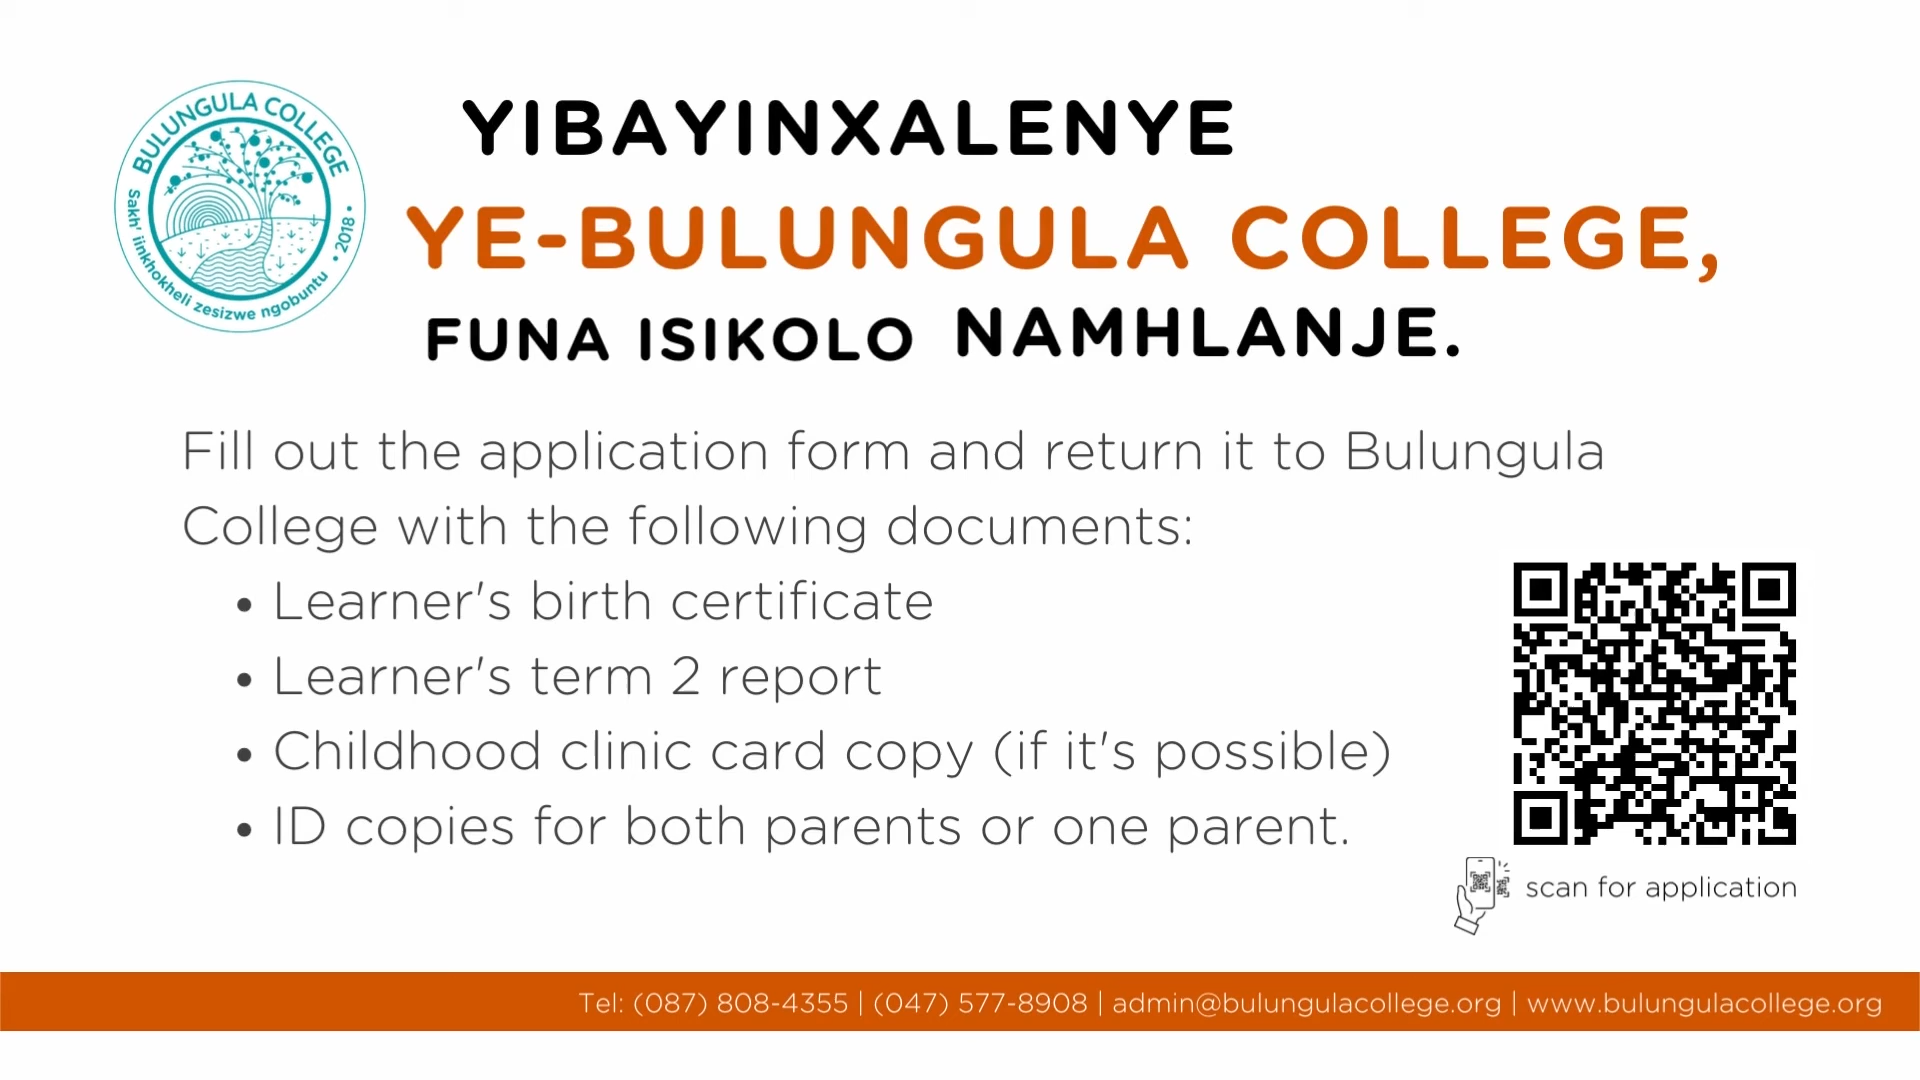 BULUNGULA COLLEGE
Sakh' iinkhokheli zesizwe ngobuntu • 2018 •
YIBAYINXALENYE
YE-BULUNGULA COLLEGE,
FUNA ISIKOLO NAMHLANJE.
Fill out the application form and return it to Bulungula
College with the following documents:
• Learner's birth certificate
• Learner's term 2 report
• Childhood clinic card copy (if it's possible)
• ID copies for both parents or one parent.
scan for application
Tel: (087) 808-4355 | (047) 577-8908 | admin@bulungulacollege.org | www.bulungulacollege.org